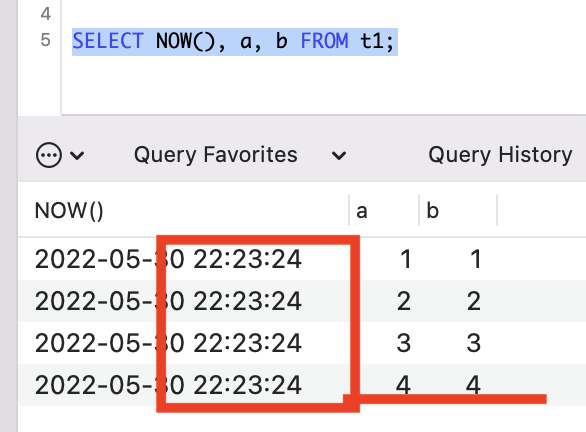 4
5 SELECT NOW(), a, b FROM t1;
Query Favorites Query History
NOW() a b
2022-05-30 22:23:24 1 1
2022-05-30 22:23:24 2 2
2022-05-30 22:23:24 3 3
2022-05-30 22:23:24 4 4